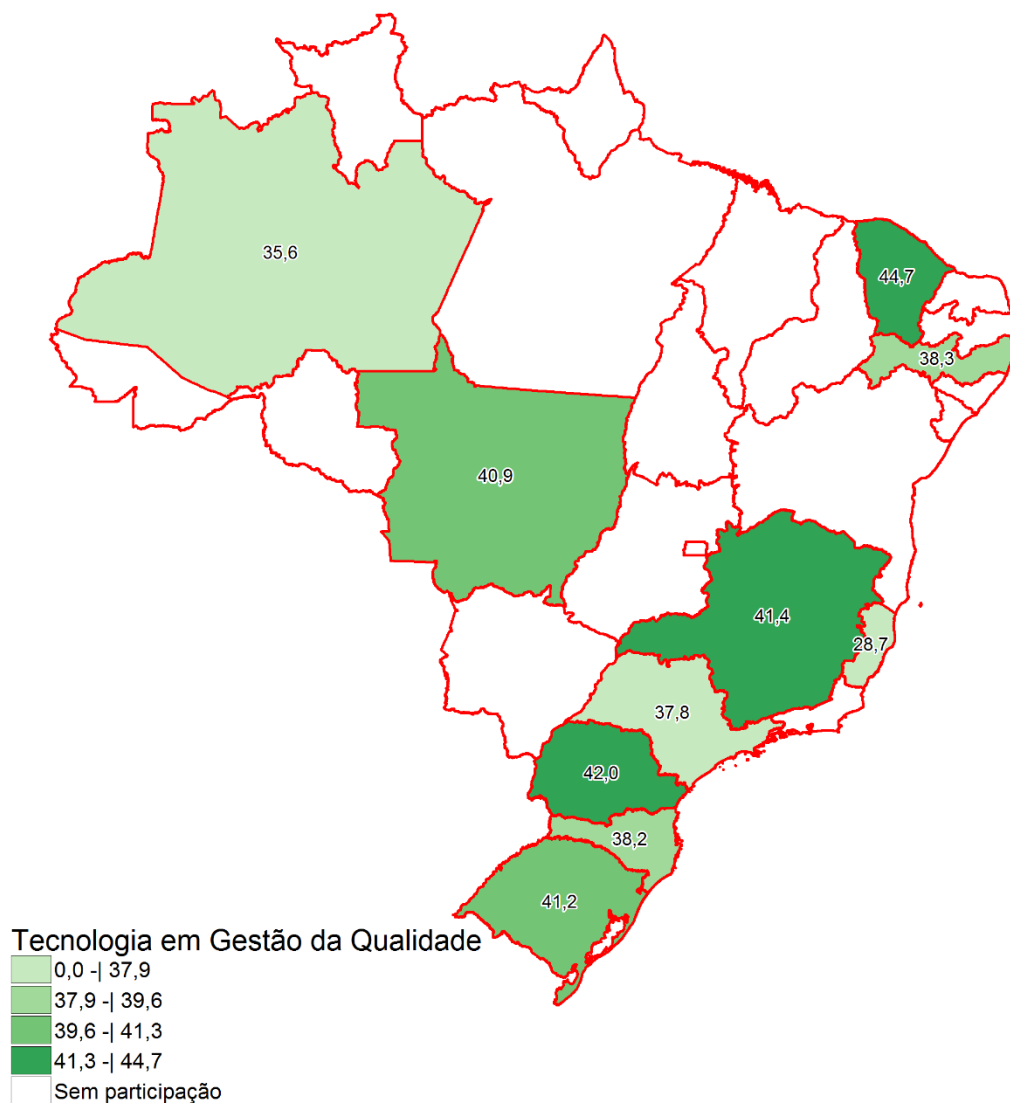 35,6
44,7
38,3
40,9
41,4
28,7
37,8
42,0
38,2
41,2
Tecnologia em Gestão da Qualidade
0,0 -| 37,9
37,9 -| 39,6
39,6 -| 41,3
41,3 -| 44,7
Sem participação